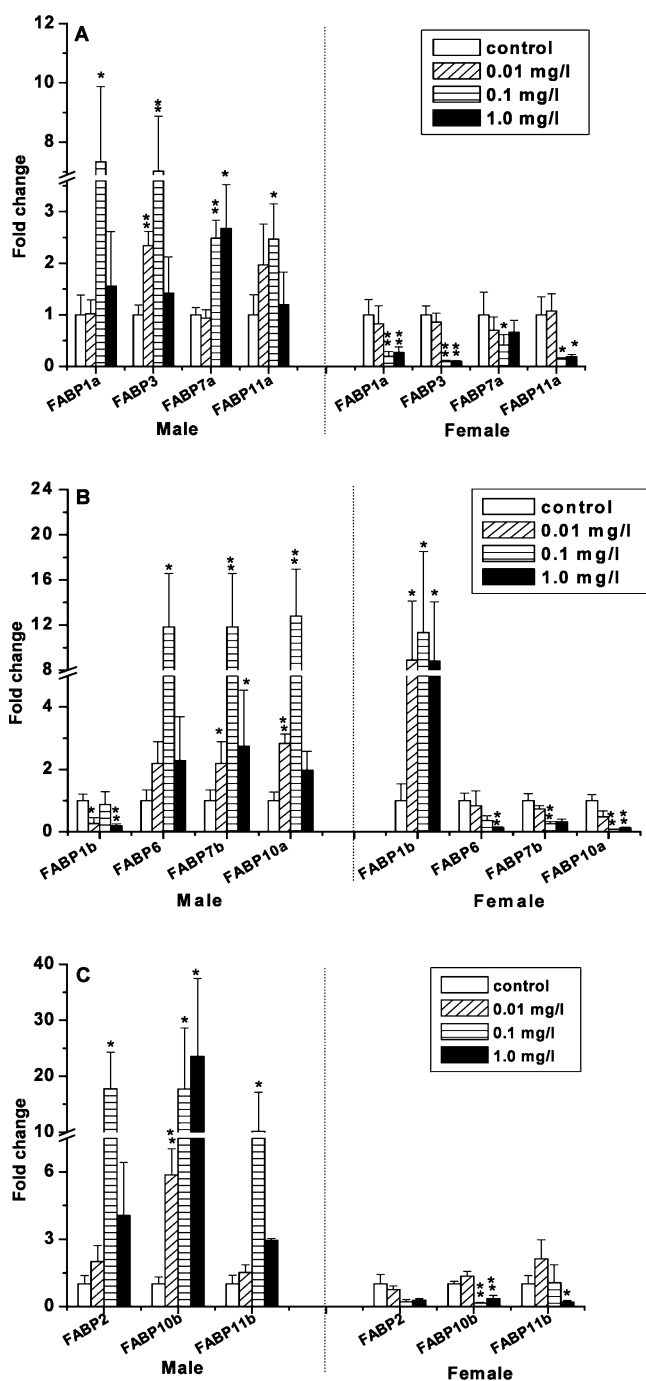 A
12
10
8
6
3
2
1
0
Fold change
control
0.01 mg/l
0.1 mg/l
1.0 mg/l
* ** ** ** ** * *
** ** ** ** * * *
FABP1a FABP3 FABP7a FABP11a FABP1a FABP3 FABP7a FABP11a
Male Female
B
24
20
16
12
8
4
2
0
Fold change
control
0.01 mg/l
0.1 mg/l
1.0 mg/l
* ** * * ** * ** **
* * * ** ** ** **
FABP1b FABP6 FABP7b FABP10a FABP1b FABP6 FABP7b FABP10a
Male Female
C
40
30
20
10
6
3
0
Fold change
control
0.01 mg/l
0.1 mg/l
1.0 mg/l
* ** * * *
** ** *
FABP2 FABP10b FABP11b FABP2 FABP10b FABP11b
Male Female